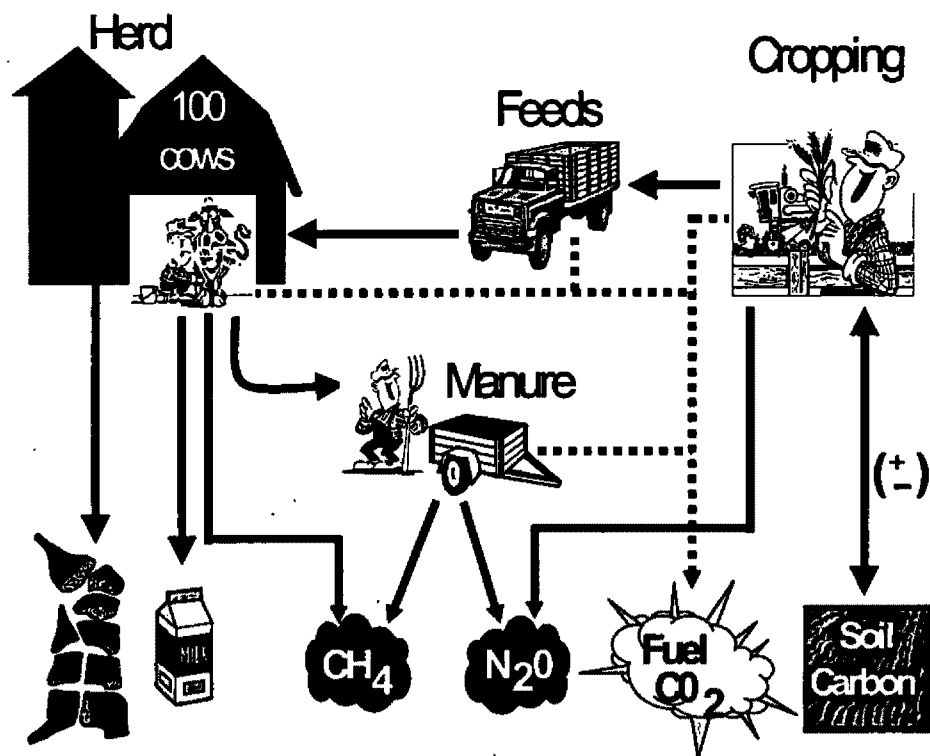 Herd
100
cows
Feeds
Cropping
Manure
(+
-)
MILK
CH4
N20
Fuel
C02
Soil
Carbon